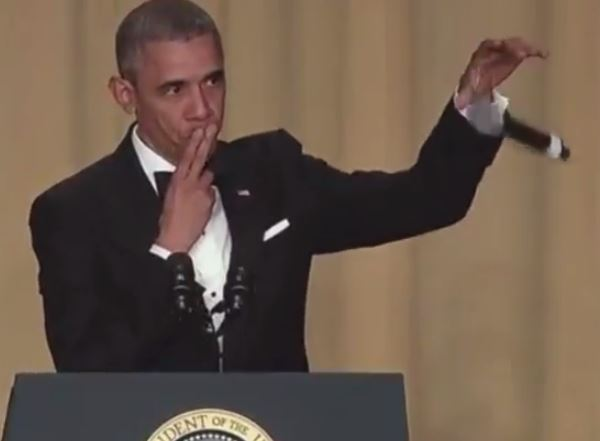 DENT OF THE